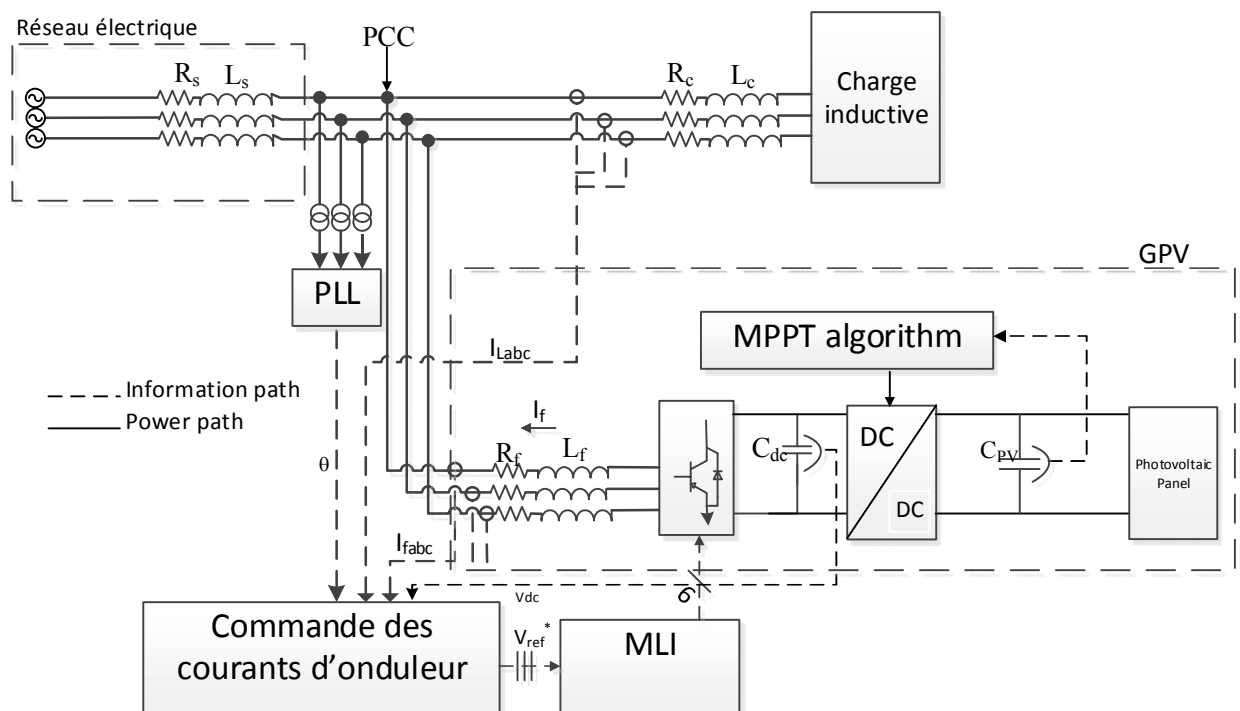 Réseau électrique
PCC
Rs
Ls
Rc
Lc
Charge
inductive
GPV
PLL
MPPT algorithm
ILabc
Information path
Power path
If
Cdc
DC
DC
CPV
Photovoltaic
Panel
θ
Rf
Lf
Ifabc
6
Vdc
Commande des
courants d’onduleur
Vref*
MLI